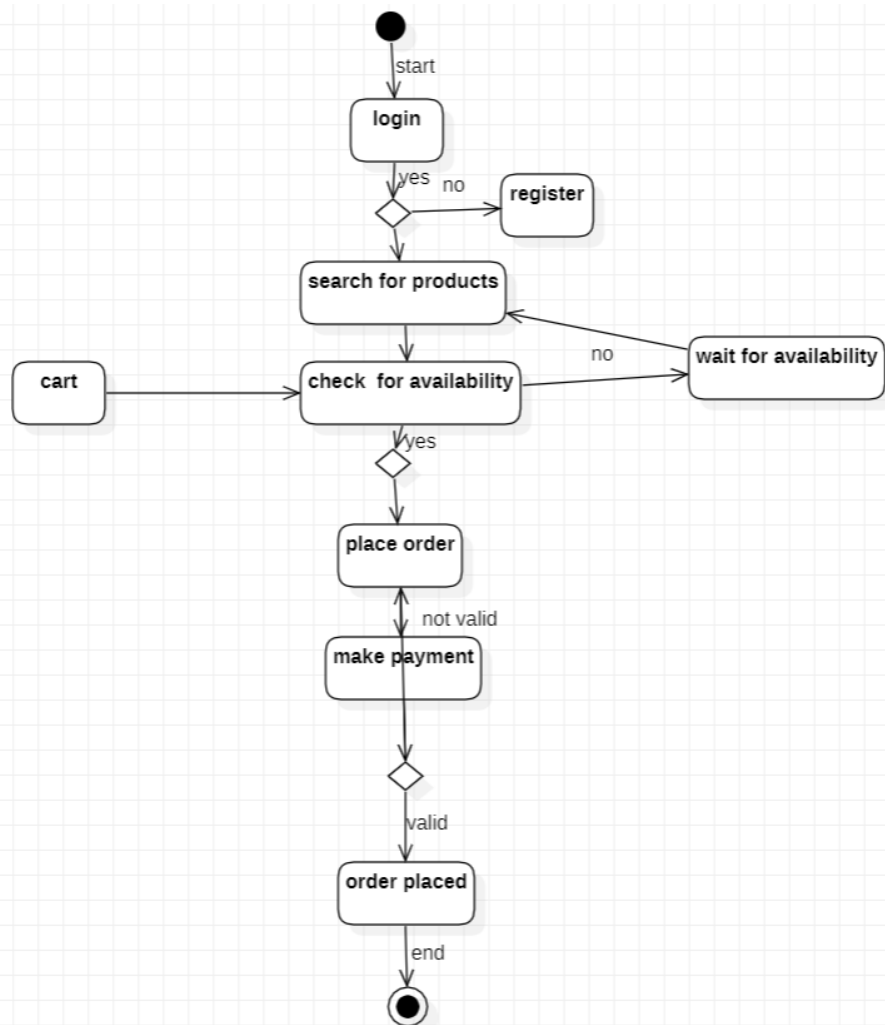 start
login
yes
no
register
search for products
no
wait for availability
cart
check for availability
yes
place order
not valid
make payment
valid
order placed
end